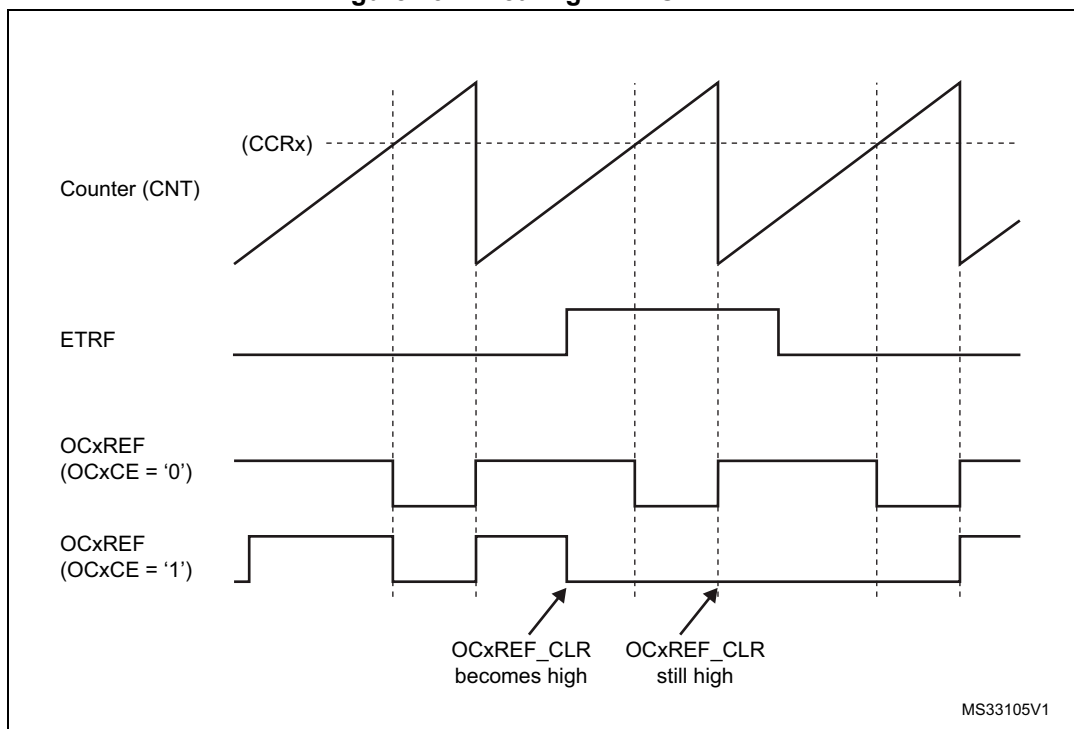 (CCRx)
Counter (CNT)
ETRF
OCxREF
(OCxCE = ‘0’)
OCxREF
(OCxCE = ‘1’)
OCxREF_CLR
becomes high
OCxREF_CLR
still high
MS33105V1